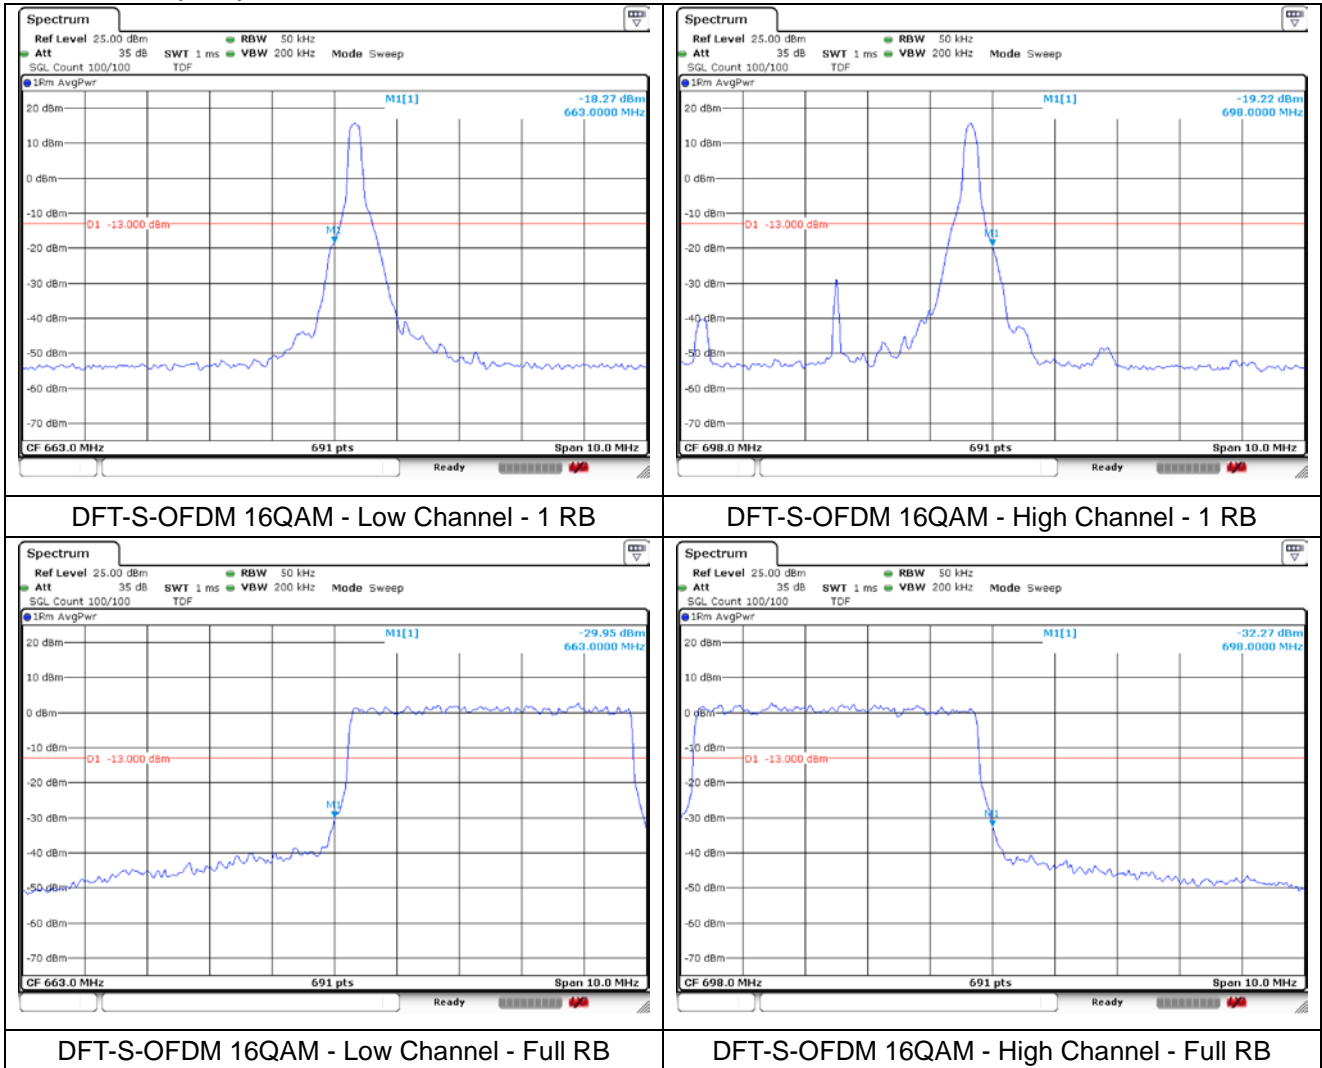 Spectrum
Ref Level 25.00 dBm RBW 50 kHz
Att 35 dB SWT 1 ms VBW 200 kHz Mode Sweep
SGL Count 100/100 TDF
1Rm AvgPwr
M1[1] -18.27 dBm
663.0000 MHz
20 dBm
10 dBm
0 dBm
-10 dBm
D1 -13.000 dBm
M1
-20 dBm
-30 dBm
-40 dBm
-50 dBm
-60 dBm
-70 dBm
CF 663.0 MHz 691 pts Span 10.0 MHz
Ready
Spectrum
Ref Level 25.00 dBm RBW 50 kHz
Att 35 dB SWT 1 ms VBW 200 kHz Mode Sweep
SGL Count 100/100 TDF
1Rm AvgPwr
M1[1] -19.22 dBm
698.0000 MHz
20 dBm
10 dBm
0 dBm
-10 dBm
D1 -13.000 dBm
M1
-20 dBm
-30 dBm
-40 dBm
-50 dBm
-60 dBm
-70 dBm
CF 698.0 MHz 691 pts Span 10.0 MHz
Ready
DFT-S-OFDM 16QAM - Low Channel - 1 RB
DFT-S-OFDM 16QAM - High Channel - 1 RB
Spectrum
Ref Level 25.00 dBm RBW 50 kHz
Att 35 dB SWT 1 ms VBW 200 kHz Mode Sweep
SGL Count 100/100 TDF
1Rm AvgPwr
M1[1] -29.95 dBm
663.0000 MHz
20 dBm
10 dBm
0 dBm
-10 dBm
D1 -13.000 dBm
-20 dBm
M1
-30 dBm
-40 dBm
-50 dBm
-60 dBm
-70 dBm
CF 663.0 MHz 691 pts Span 10.0 MHz
Ready
Spectrum
Ref Level 25.00 dBm RBW 50 kHz
Att 35 dB SWT 1 ms VBW 200 kHz Mode Sweep
SGL Count 100/100 TDF
1Rm AvgPwr
M1[1] -32.27 dBm
698.0000 MHz
20 dBm
10 dBm
0 dBm
-10 dBm
D1 -13.000 dBm
-20 dBm
M1
-30 dBm
-40 dBm
-50 dBm
-60 dBm
-70 dBm
CF 698.0 MHz 691 pts Span 10.0 MHz
Ready
DFT-S-OFDM 16QAM - Low Channel - Full RB
DFT-S-OFDM 16QAM - High Channel - Full RB